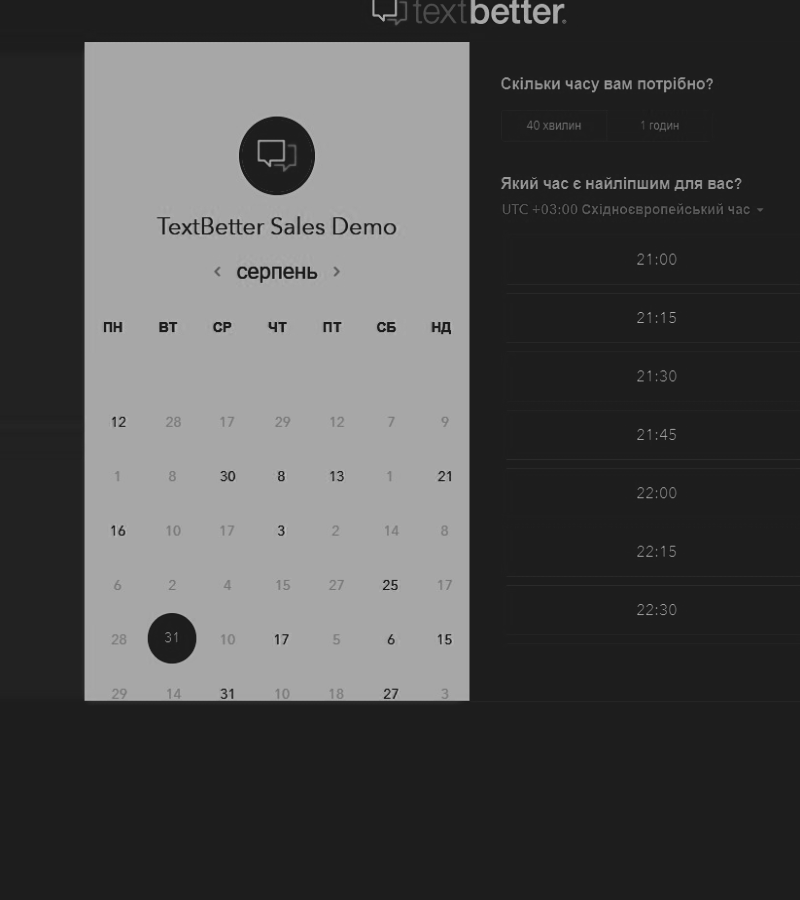 textbetter.
TextBetter Sales Demo
‹ серпень ›
ПН ВТ СР ЧТ ПТ СБ НД
12 28 17 29 12 7 9
1 8 30 8 13 1 21
16 10 17 3 2 14 8
6 2 4 15 27 25 17
28 31 10 17 5 6 15
29 14 31 10 18 27 3
Скільки часу вам потрібно?
40 хвилин 1 годин
Який час є найліпшим для вас?
UTC +03:00 Східноєвропейський час
21:00
21:15
21:30
21:45
22:00
22:15
22:30